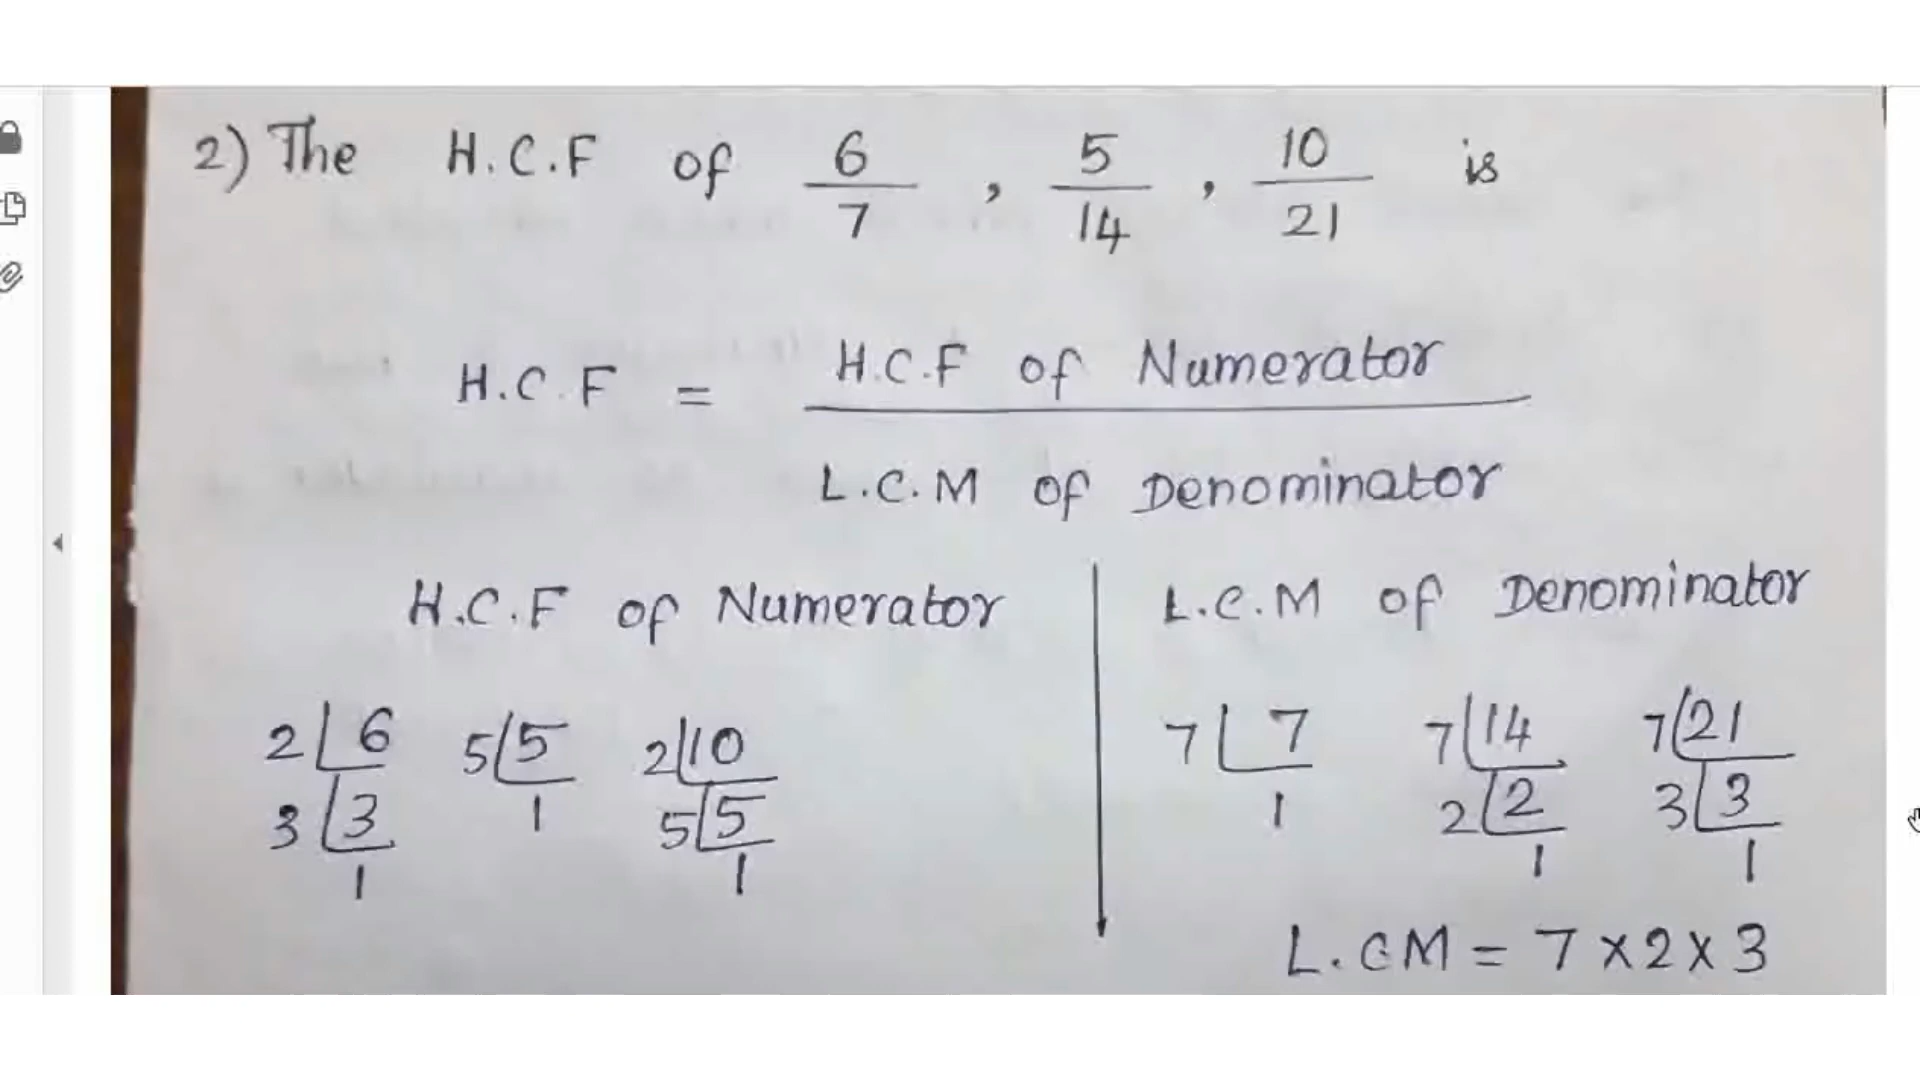 2) The H.C.F of 6/7 , 5/14 , 10/21 is
H.C.F = H.C.F of Numerator
L.C.M of Denominator
H.C.F of Numerator L.C.M of Denominator
2 6 5 5 2 10 7 7 7 14 7 21
3 3 1 5 5 1 2 2 3 3
1 1 1 1
L.CM = 7 x 2 x 3